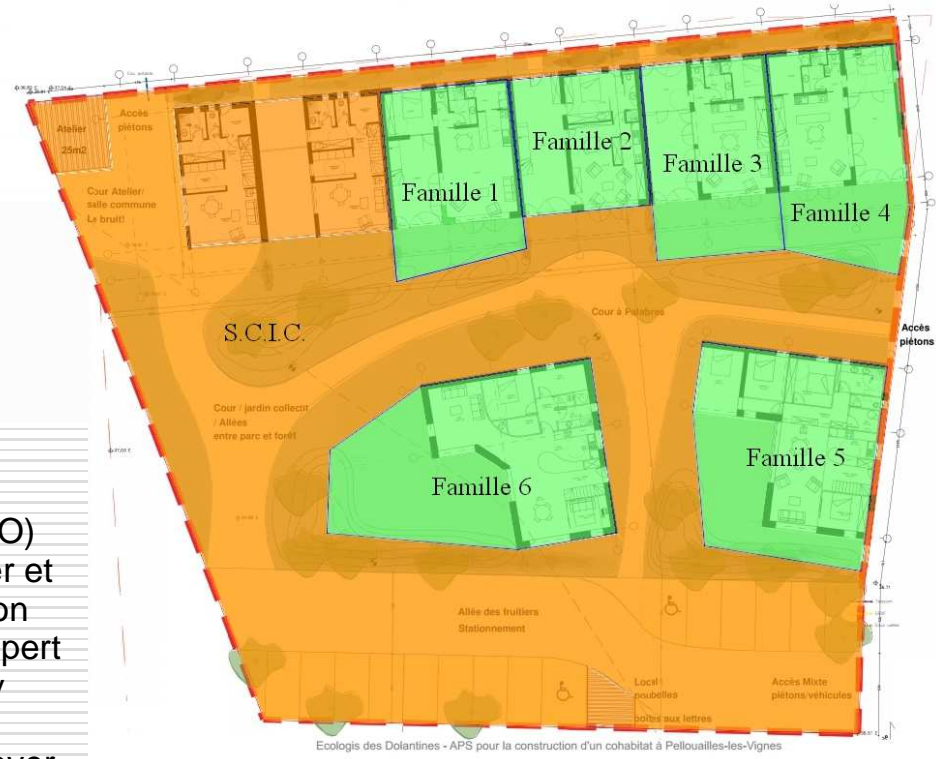 Atelier
25m2
Accès
piétons
Cour Atelier/
salle commune
Le bruit!
Famille 1
Famille 2
Famille 3
Famille 4
S.C.I.C.
Cour à Palabres
Accès
piétons
Cour / jardin collectif
/ Allées
entre parc et forêt
Famille 6
Famille 5
O)
er et
on
pert
Allée des fruitiers
Stationnement
Local
poubelles
boîtes aux lettres
Accès Mixte
piétons/véhicules
Ecologis des Dolantines - APS pour la construction d'un cohabitat à Pellouailles-les-Vignes